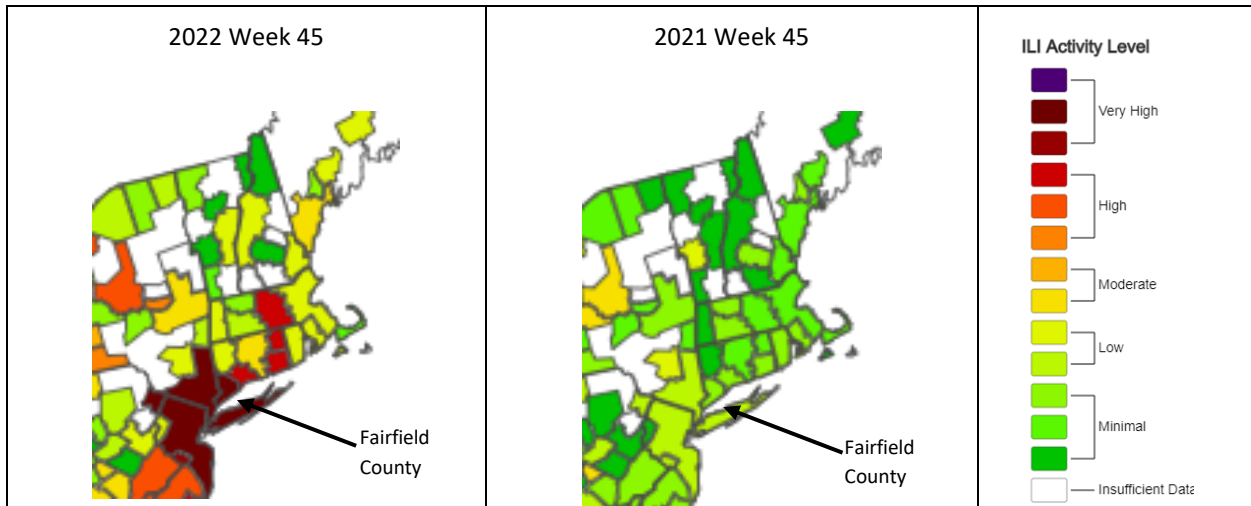 2022 Week 45
2021 Week 45
ILI Activity Level
Very High
High
Moderate
Low
Minimal
Insufficient Data
Fairfield
County
Fairfield
County